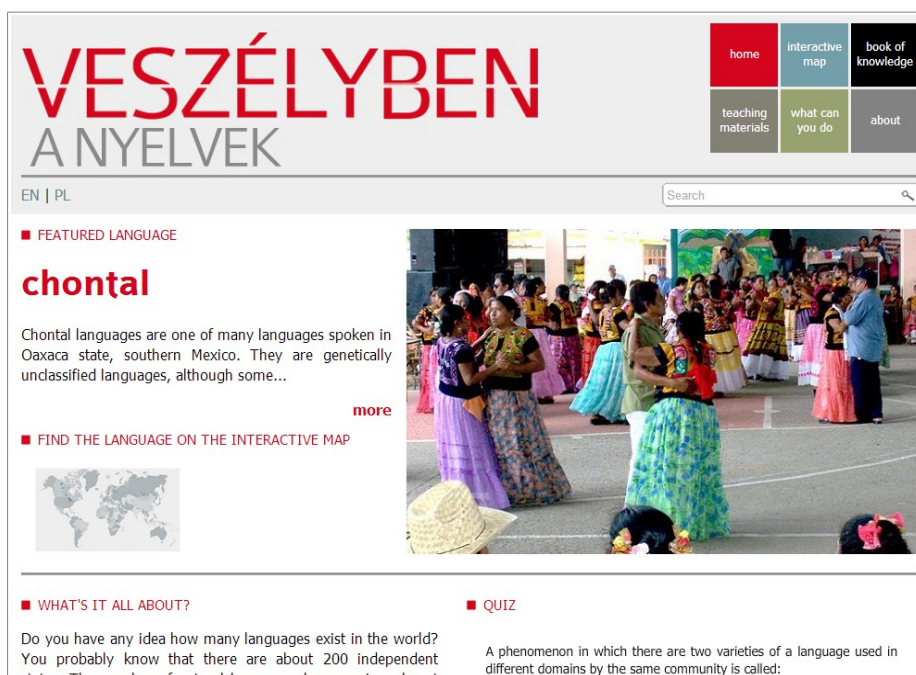 VESZÉLYBEN
A NYELVEK
home
interactive
map
book of
knowledge
teaching
materials
what can
you do
about
EN | PL
Search
FEATURED LANGUAGE
chontal
Chontal languages are one of many languages spoken in
Oaxaca state, southern Mexico. They are genetically
unclassified languages, although some...
more
FIND THE LANGUAGE ON THE INTERACTIVE MAP
WHAT'S IT ALL ABOUT?
Do you have any idea how many languages exist in the world?
You probably know that there are about 200 independent
QUIZ
A phenomenon in which there are two varieties of a language used in
different domains by the same community is called: